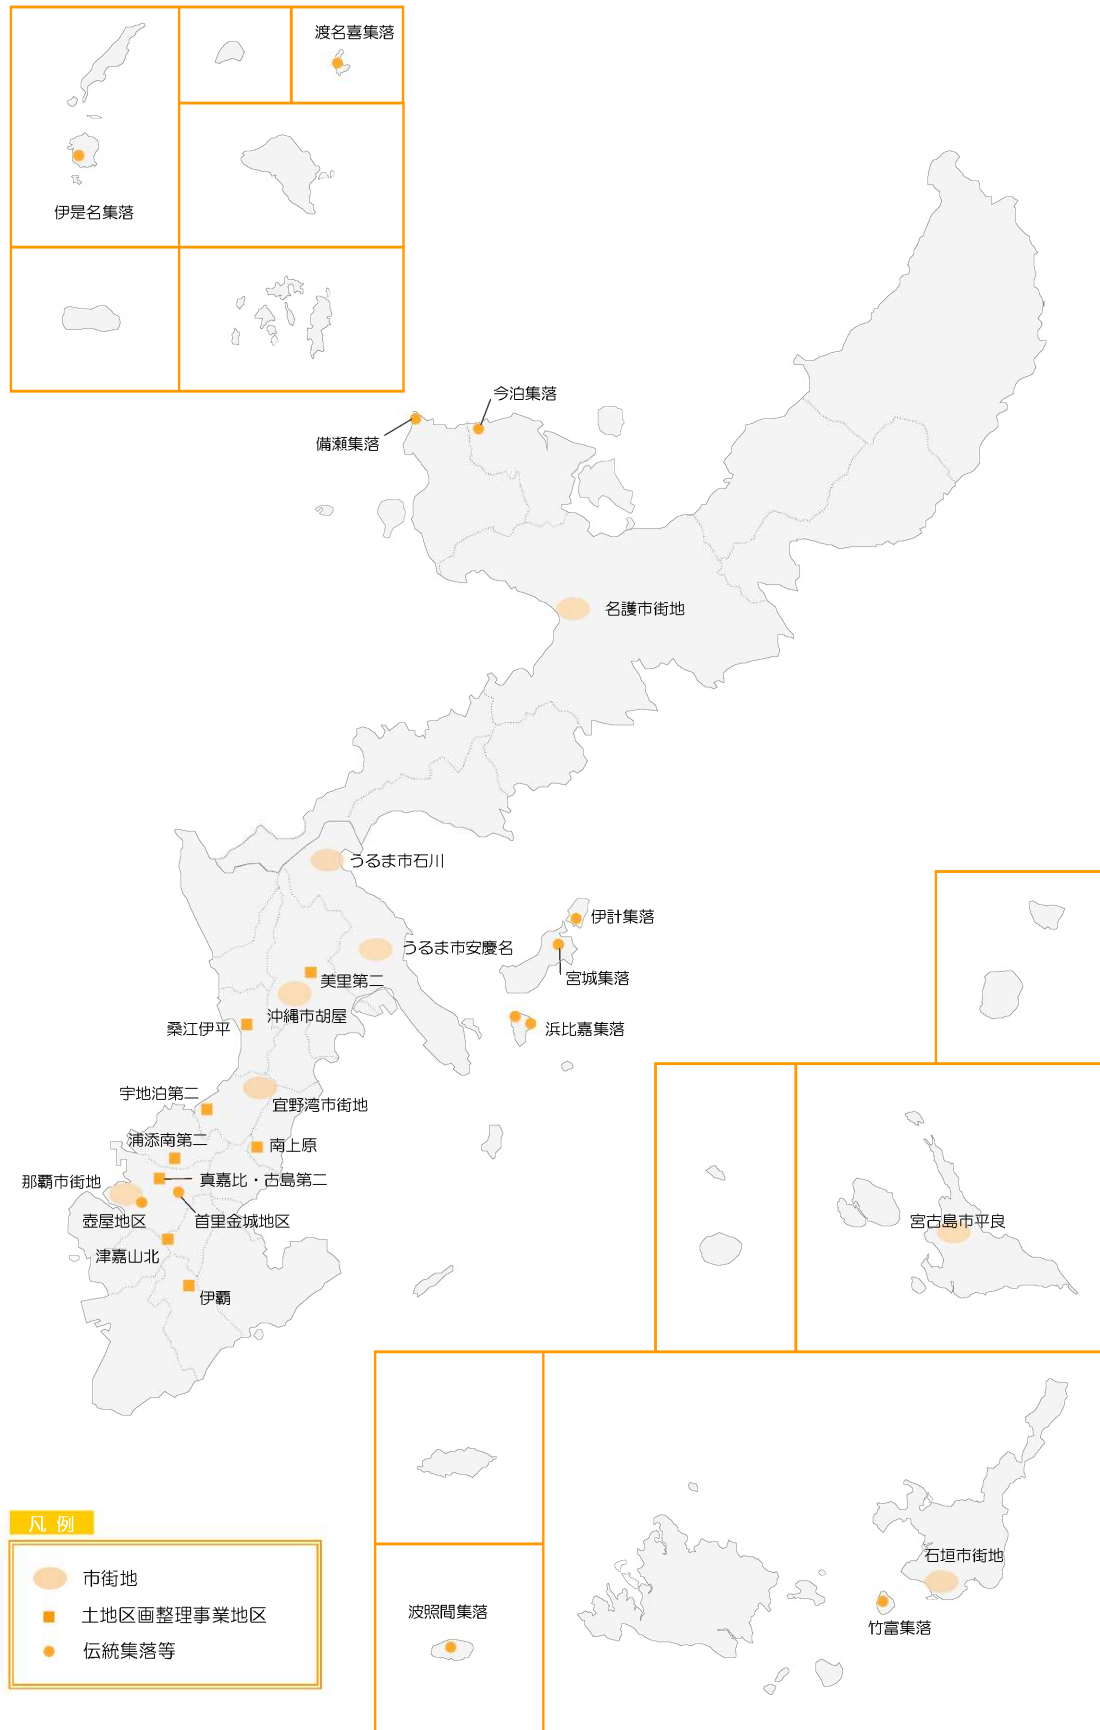 渡名喜集落
伊是名集落
今泊集落
備瀬集落
名護市街地
うるま市石川
伊計集落
うるま市安慶名
宮城集落
美里第二
沖縄市胡屋
桑江伊平
浜比嘉集落
宇地泊第二
宜野湾市街地
浦添南第二
南上原
那覇市街地
真嘉比・古島第二
壺屋地区
首里金城地区
宮古島市平良
津嘉山北
伊覇
石垣市街地
波照間集落
竹富集落
凡 例
市街地
土地区画整理事業地区
伝統集落等